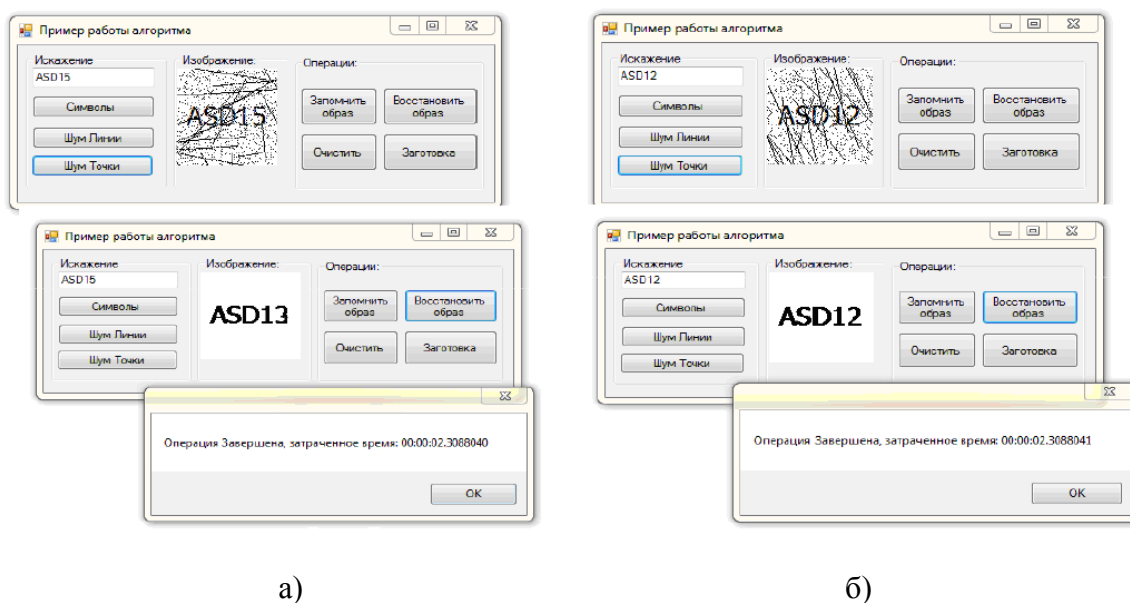 Пример работы алгоритма
Искажение Изображение: Операции:
ASD15
Символы
Шум Линии
Шум Точки
ASD15
Запомнить образ
Восстановить образ
Очистить
Заготовка
Пример работы алгоритма
Искажение Изображение: Операции:
ASD12
Символы
Шум Линии
Шум Точки
ASD12
Запомнить образ
Восстановить образ
Очистить
Заготовка
Пример работы алгоритма
Искажение Изображение: Операции:
ASD15
Символы
Шум Линии
Шум Точки
ASD13
Запомнить образ
Восстановить образ
Очистить
Заготовка
Операция Завершена, затраченное время: 00:00:02.3088040
OK
Пример работы алгоритма
Искажение Изображение: Операции:
ASD12
Символы
Шум Линии
Шум Точки
ASD12
Запомнить образ
Восстановить образ
Очистить
Заготовка
Операция Завершена, затраченное время: 00:00:02.3088041
OK
а) б)